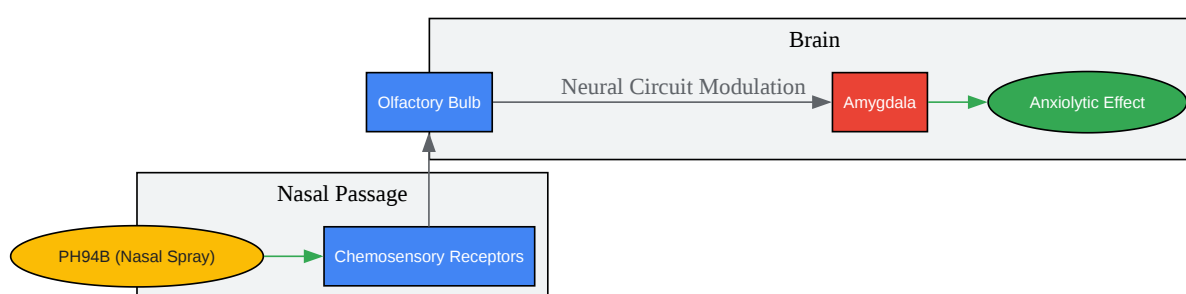 Brain
Olfactory Bulb
Neural Circuit Modulation
Amygdala
Anxiolytic Effect
Nasal Passage
PH94B (Nasal Spray)
Chemosensory Receptors